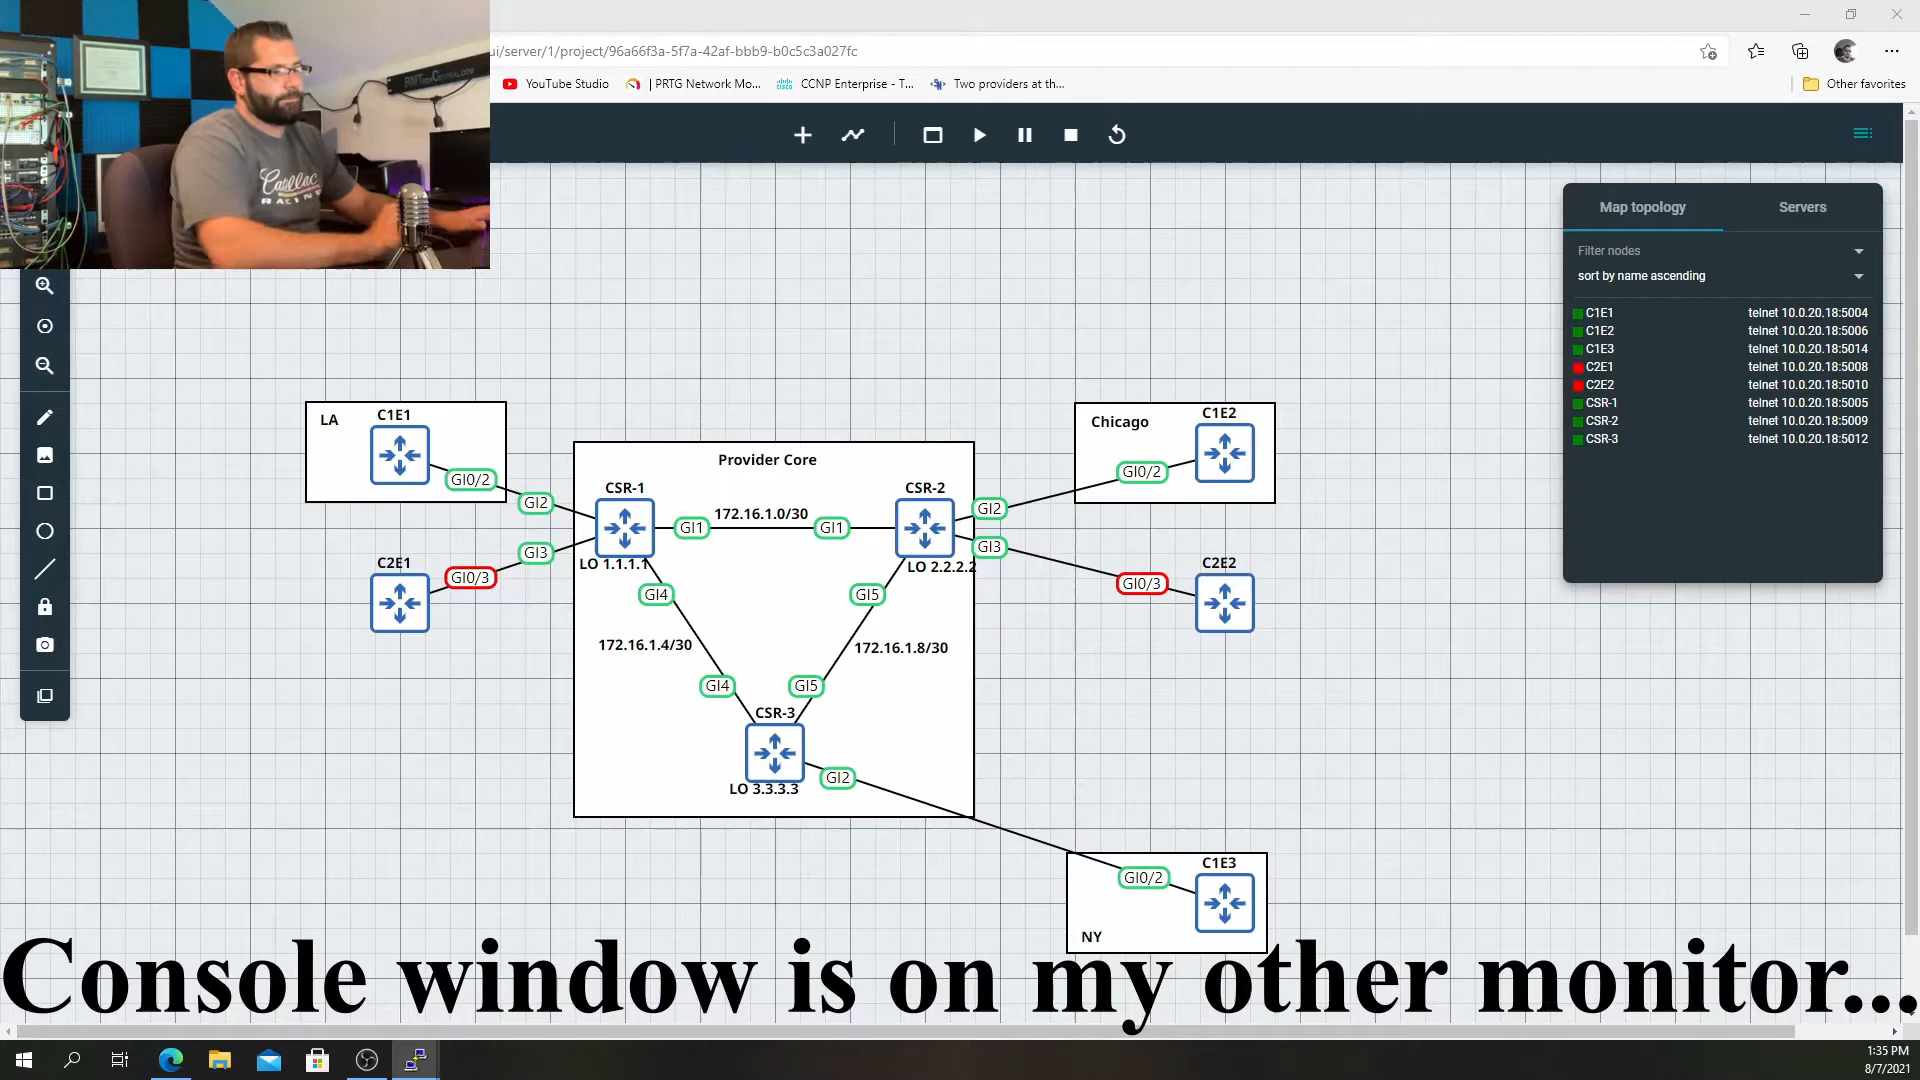 ui/server/1/project/96a66f3a-5f7a-42af-bbb9-b0c5c3a027fc
YouTube Studio
| PRTG Network Mo...
CCNP Enterprise - T...
Two providers at th...
Other favorites
Cadillac
RACING
Map topology
Servers
Filter nodes
sort by name ascending
C1E1 telnet 10.0.20.18:5004
C1E2 telnet 10.0.20.18:5006
C1E3 telnet 10.0.20.18:5014
C2E1 telnet 10.0.20.18:5008
C2E2 telnet 10.0.20.18:5010
CSR-1 telnet 10.0.20.18:5005
CSR-2 telnet 10.0.20.18:5009
CSR-3 telnet 10.0.20.18:5012
LA
C1E1
GI0/2
GI2
Chicago
C1E2
GI0/2
GI2
Provider Core
CSR-1
172.16.1.0/30
CSR-2
GI1
GI1
C2E1
GI0/3
GI3
LO 1.1.1.1
LO 2.2.2.2
GI3
GI0/3
C2E2
GI4
GI5
172.16.1.4/30
172.16.1.8/30
GI4
GI5
CSR-3
GI2
LO 3.3.3.3
C1E3
GI0/2
NY
Console window is on my other monitor...
1:35 PM
8/7/2021